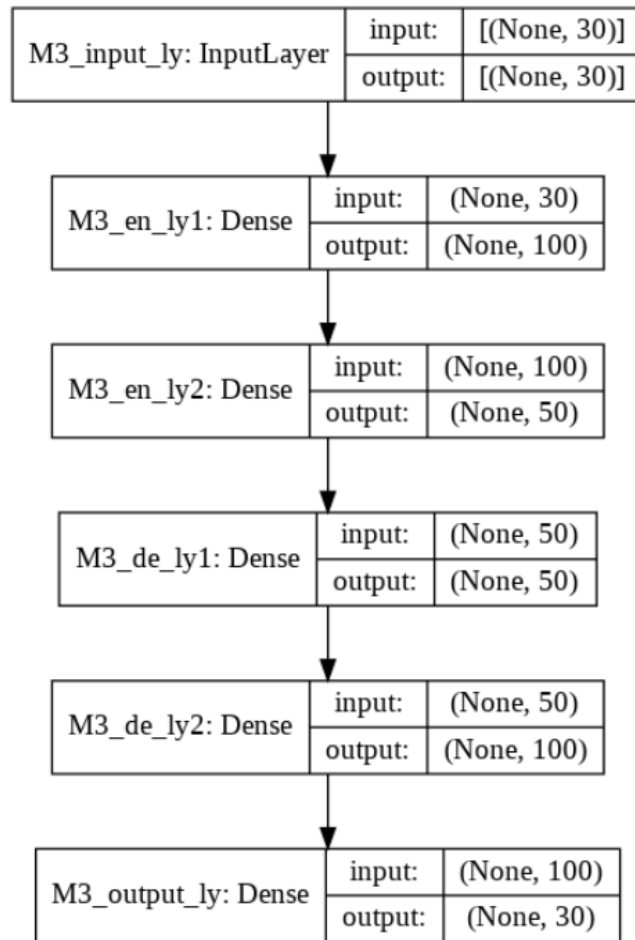 M3_input_ly: InputLayer
input: [(None, 30)]
output: [(None, 30)]
M3_en_ly1: Dense
input: (None, 30)
output: (None, 100)
M3_en_ly2: Dense
input: (None, 100)
output: (None, 50)
M3_de_ly1: Dense
input: (None, 50)
output: (None, 50)
M3_de_ly2: Dense
input: (None, 50)
output: (None, 100)
M3_output_ly: Dense
input: (None, 100)
output: (None, 30)